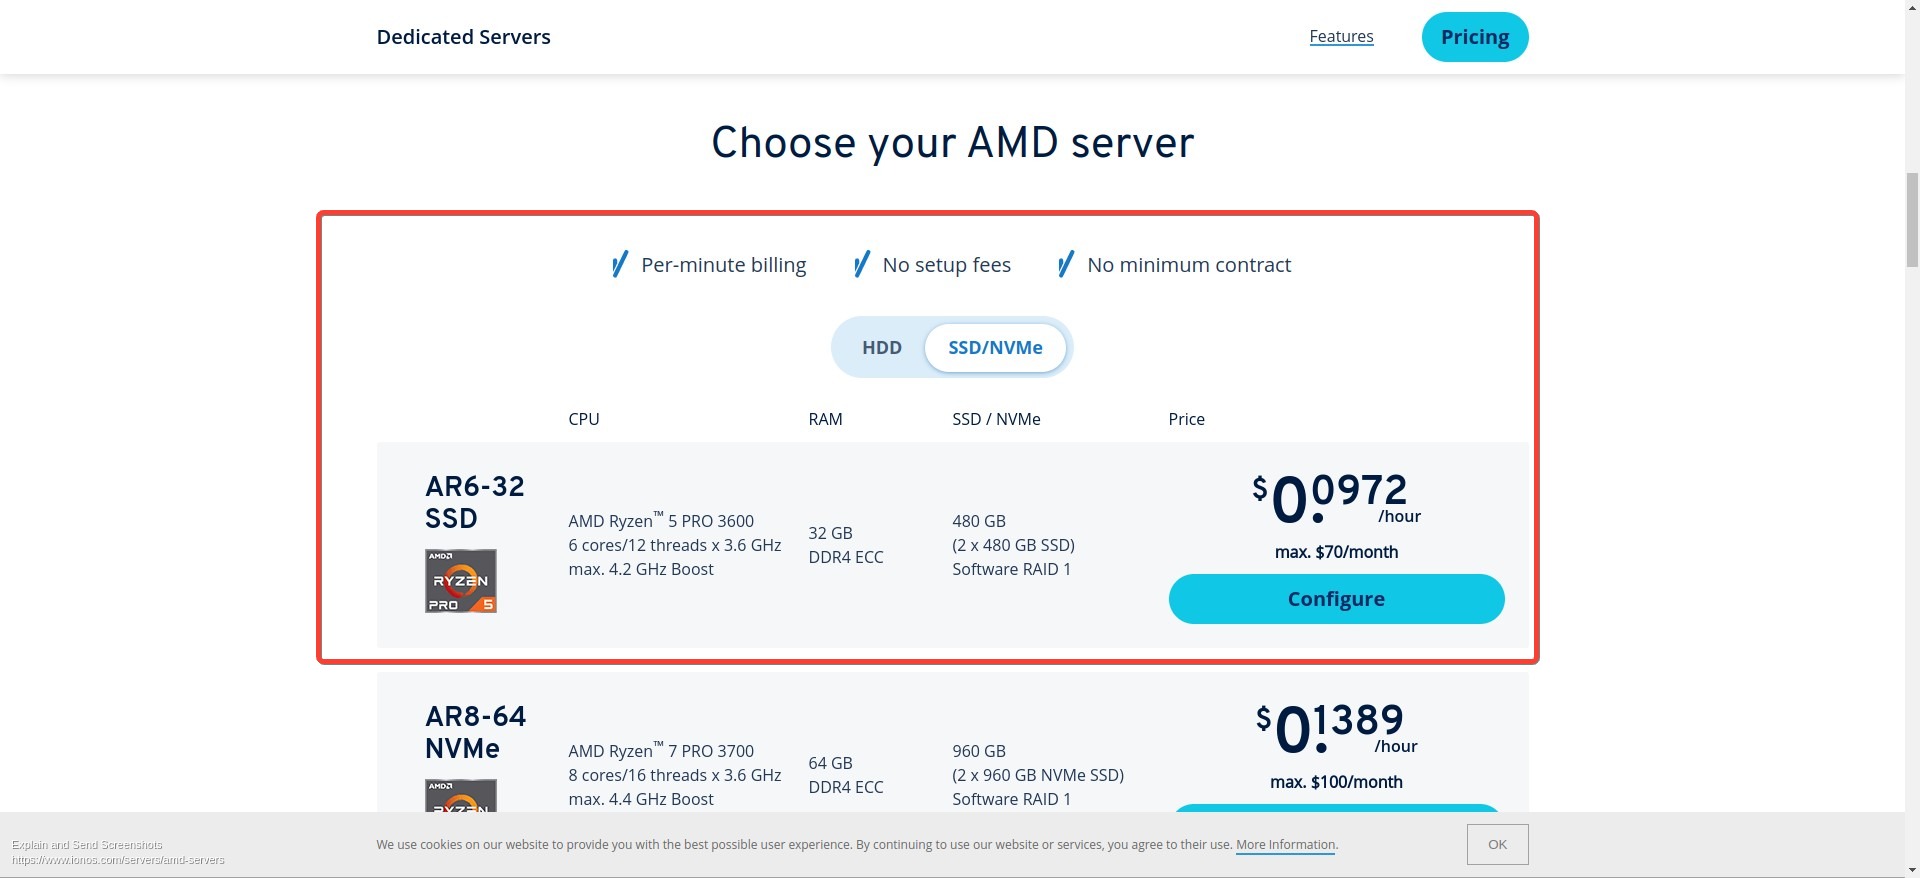 Dedicated Servers
Features
Pricing
Choose your AMD server
Per-minute billing
No setup fees
No minimum contract
HDD
SSD/NVMe
CPU
RAM
SSD / NVMe
Price
AR6-32
SSD
AMD
RYZEN
PRO 5
AMD Ryzen™ 5 PRO 3600
6 cores/12 threads x 3.6 GHz
max. 4.2 GHz Boost
32 GB
DDR4 ECC
480 GB
(2 x 480 GB SSD)
Software RAID 1
$0.0972
/hour
max. $70/month
Configure
AR8-64
NVMe
AMD
RYZEN
AMD Ryzen™ 7 PRO 3700
8 cores/16 threads x 3.6 GHz
max. 4.4 GHz Boost
64 GB
DDR4 ECC
960 GB
(2 x 960 GB NVMe SSD)
Software RAID 1
$0.1389
/hour
max. $100/month
We use cookies on our website to provide you with the best possible user experience. By continuing to use our website or services, you agree to their use. More Information.
OK
Explain and Send Screenshots
https://www.ionos.com/servers/amd-servers